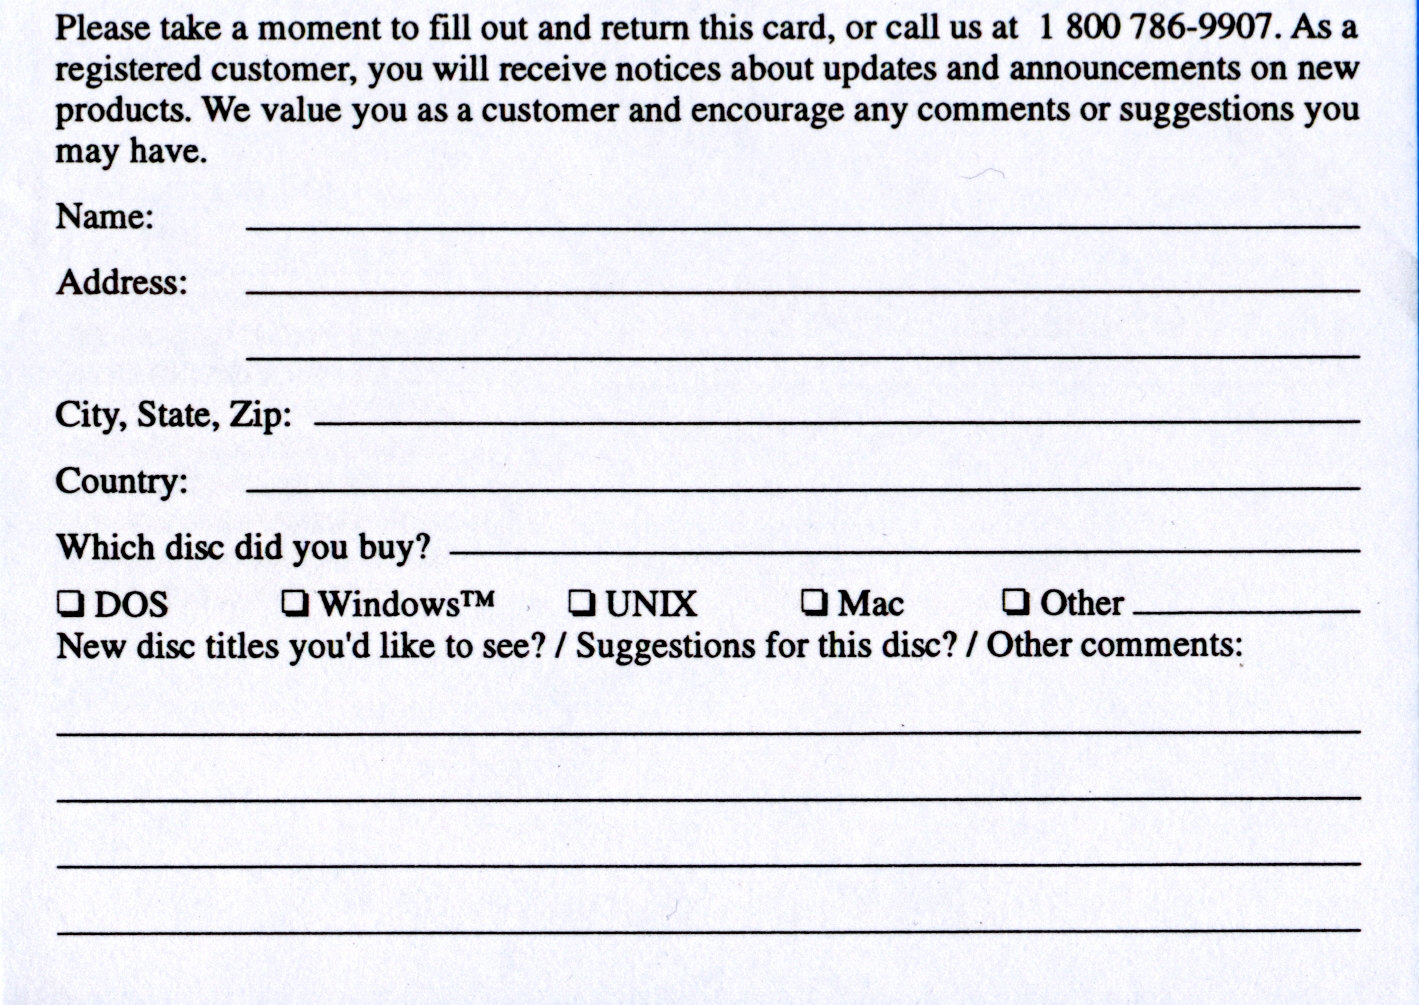 Please take a moment to fill out and return this card, or call us at 1 800 786-9907. As a
registered customer, you will receive notices about updates and announcements on new
products. We value you as a customer and encourage any comments or suggestions you
may have.
Name:
Address:
City, State, Zip:
Country:
Which disc did you buy?
❏ DOS ❏ Windows™ ❏ UNIX ❏ Mac ❏ Other
New disc titles you'd like to see? / Suggestions for this disc? / Other comments: